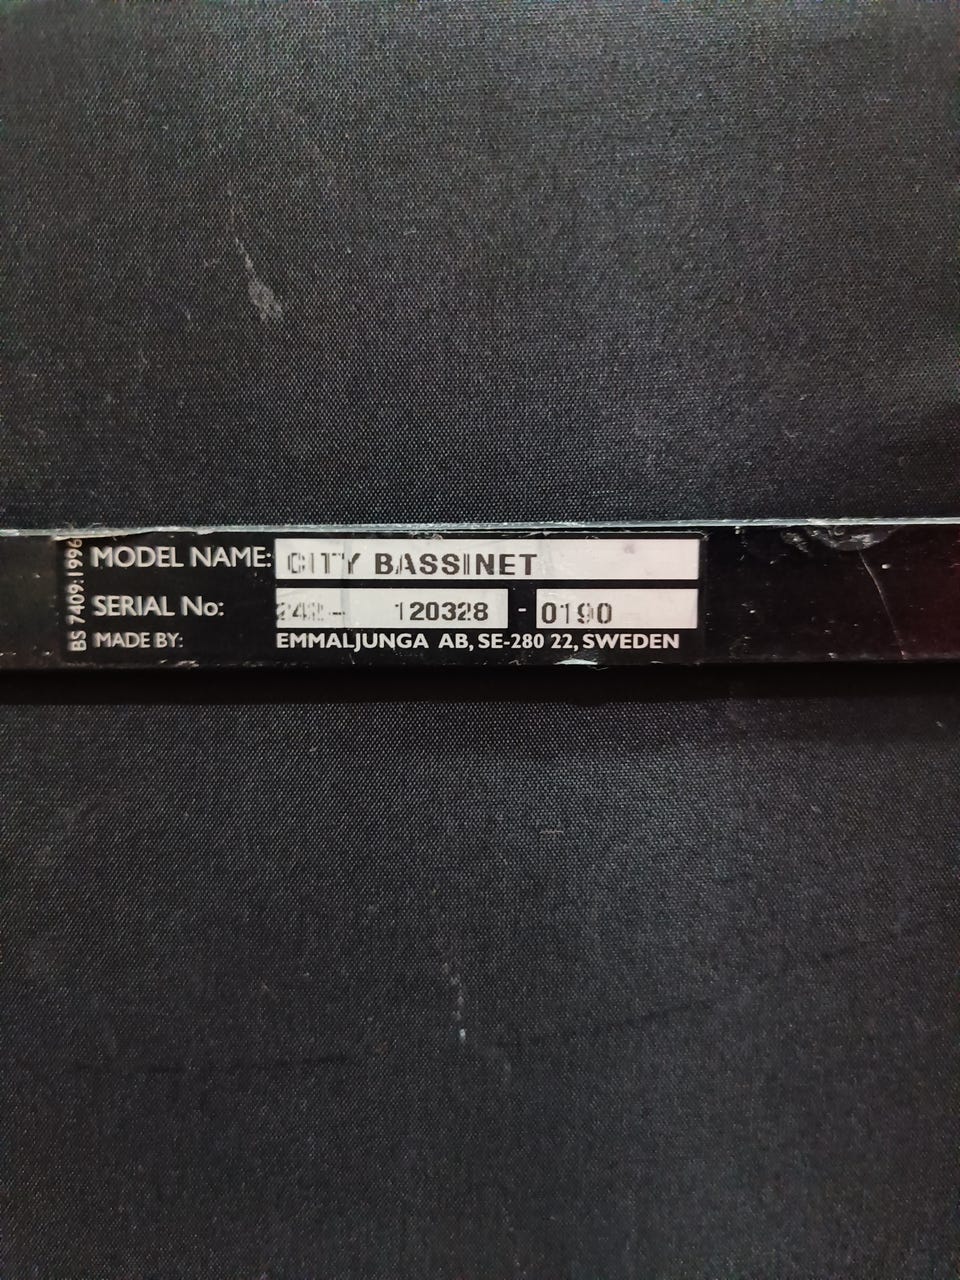 BS 7409:1996
MODEL NAME: CITY BASSINET
SERIAL No: 120328 - 0190
MADE BY: EMMALJUNGA AB, SE-280 22, SWEDEN